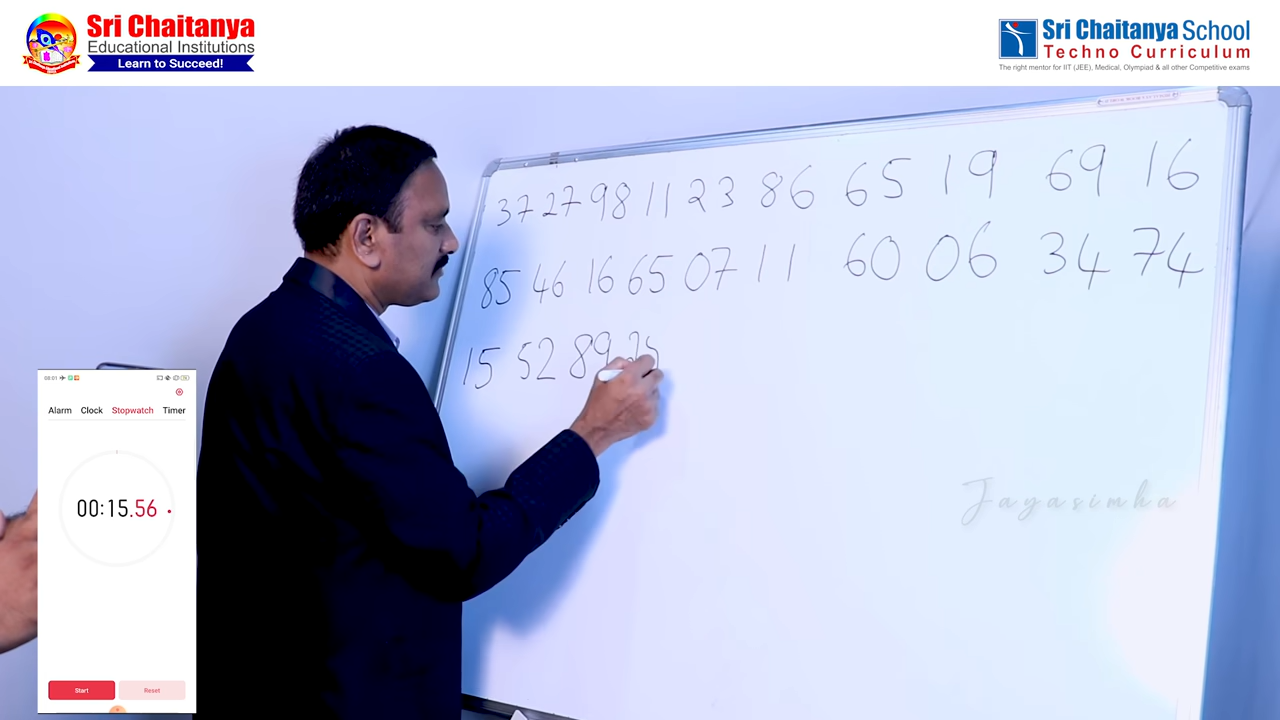 Sri Chaitanya
Educational Institutions
Learn to Succeed!
Sri Chaitanya School
Techno Curriculum
The right mentor for IIT (JEE), Medical, Olympiad & all other Competitive exams
37 27 98 11 23 86 65 19 69 16
85 46 16 65 07 11 60 06 34 74
15 52 89
08:01
Alarm Clock Stopwatch Timer
00:15.56
Start Reset
Jayasimha